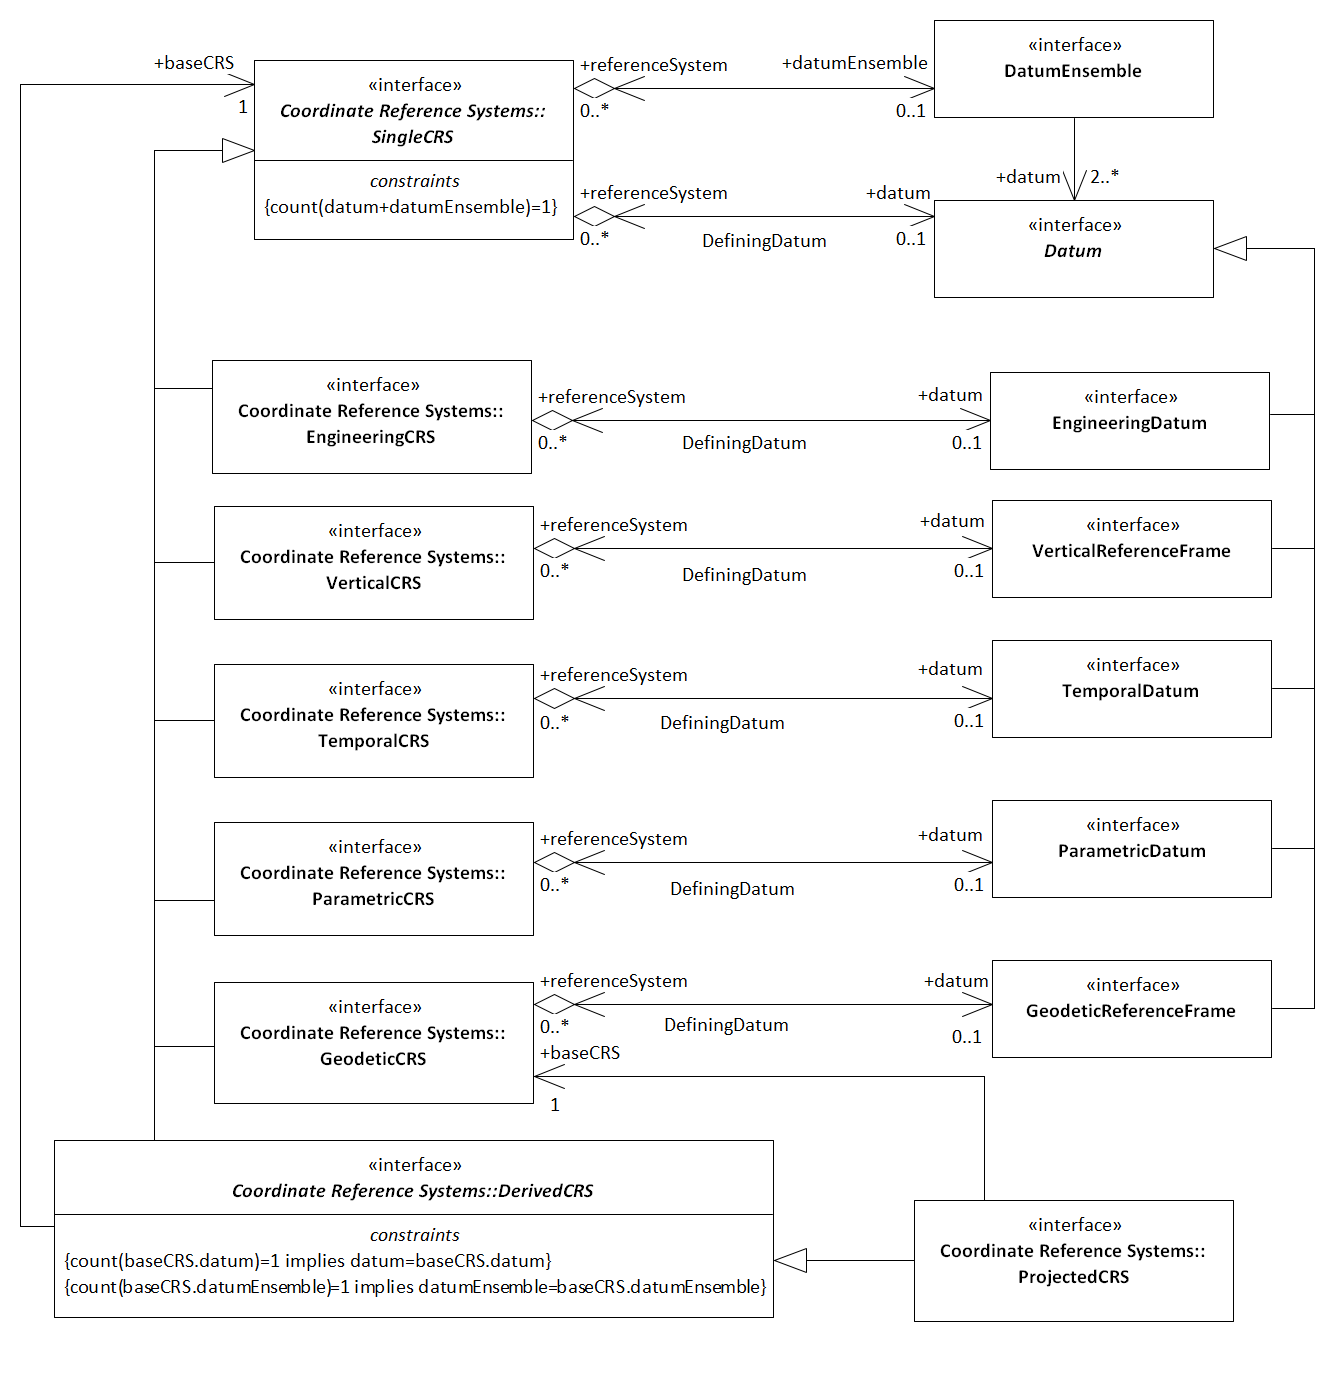 +baseCRS
1
«interface»
Coordinate Reference Systems::
SingleCRS
constraints
{count(datum+datumEnsemble)=1}
+referenceSystem
0..*
+datumEnsemble
0..1
«interface»
DatumEnsemble
+datum
2..*
+referenceSystem
0..*
DefiningDatum
+datum
0..1
«interface»
Datum
«interface»
Coordinate Reference Systems::
EngineeringCRS
+referenceSystem
0..*
DefiningDatum
+datum
0..1
«interface»
EngineeringDatum
«interface»
Coordinate Reference Systems::
VerticalCRS
+referenceSystem
0..*
DefiningDatum
+datum
0..1
«interface»
VerticalReferenceFrame
«interface»
Coordinate Reference Systems::
TemporalCRS
+referenceSystem
0..*
DefiningDatum
+datum
0..1
«interface»
TemporalDatum
«interface»
Coordinate Reference Systems::
ParametricCRS
+referenceSystem
0..*
DefiningDatum
+datum
0..1
«interface»
ParametricDatum
«interface»
Coordinate Reference Systems::
GeodeticCRS
+referenceSystem
0..*
DefiningDatum
+datum
0..1
«interface»
GeodeticReferenceFrame
+baseCRS
1
«interface»
Coordinate Reference Systems::DerivedCRS
constraints
{count(baseCRS.datum)=1 implies datum=baseCRS.datum}
{count(baseCRS.datumEnsemble)=1 implies datumEnsemble=baseCRS.datumEnsemble}
«interface»
Coordinate Reference Systems::
ProjectedCRS